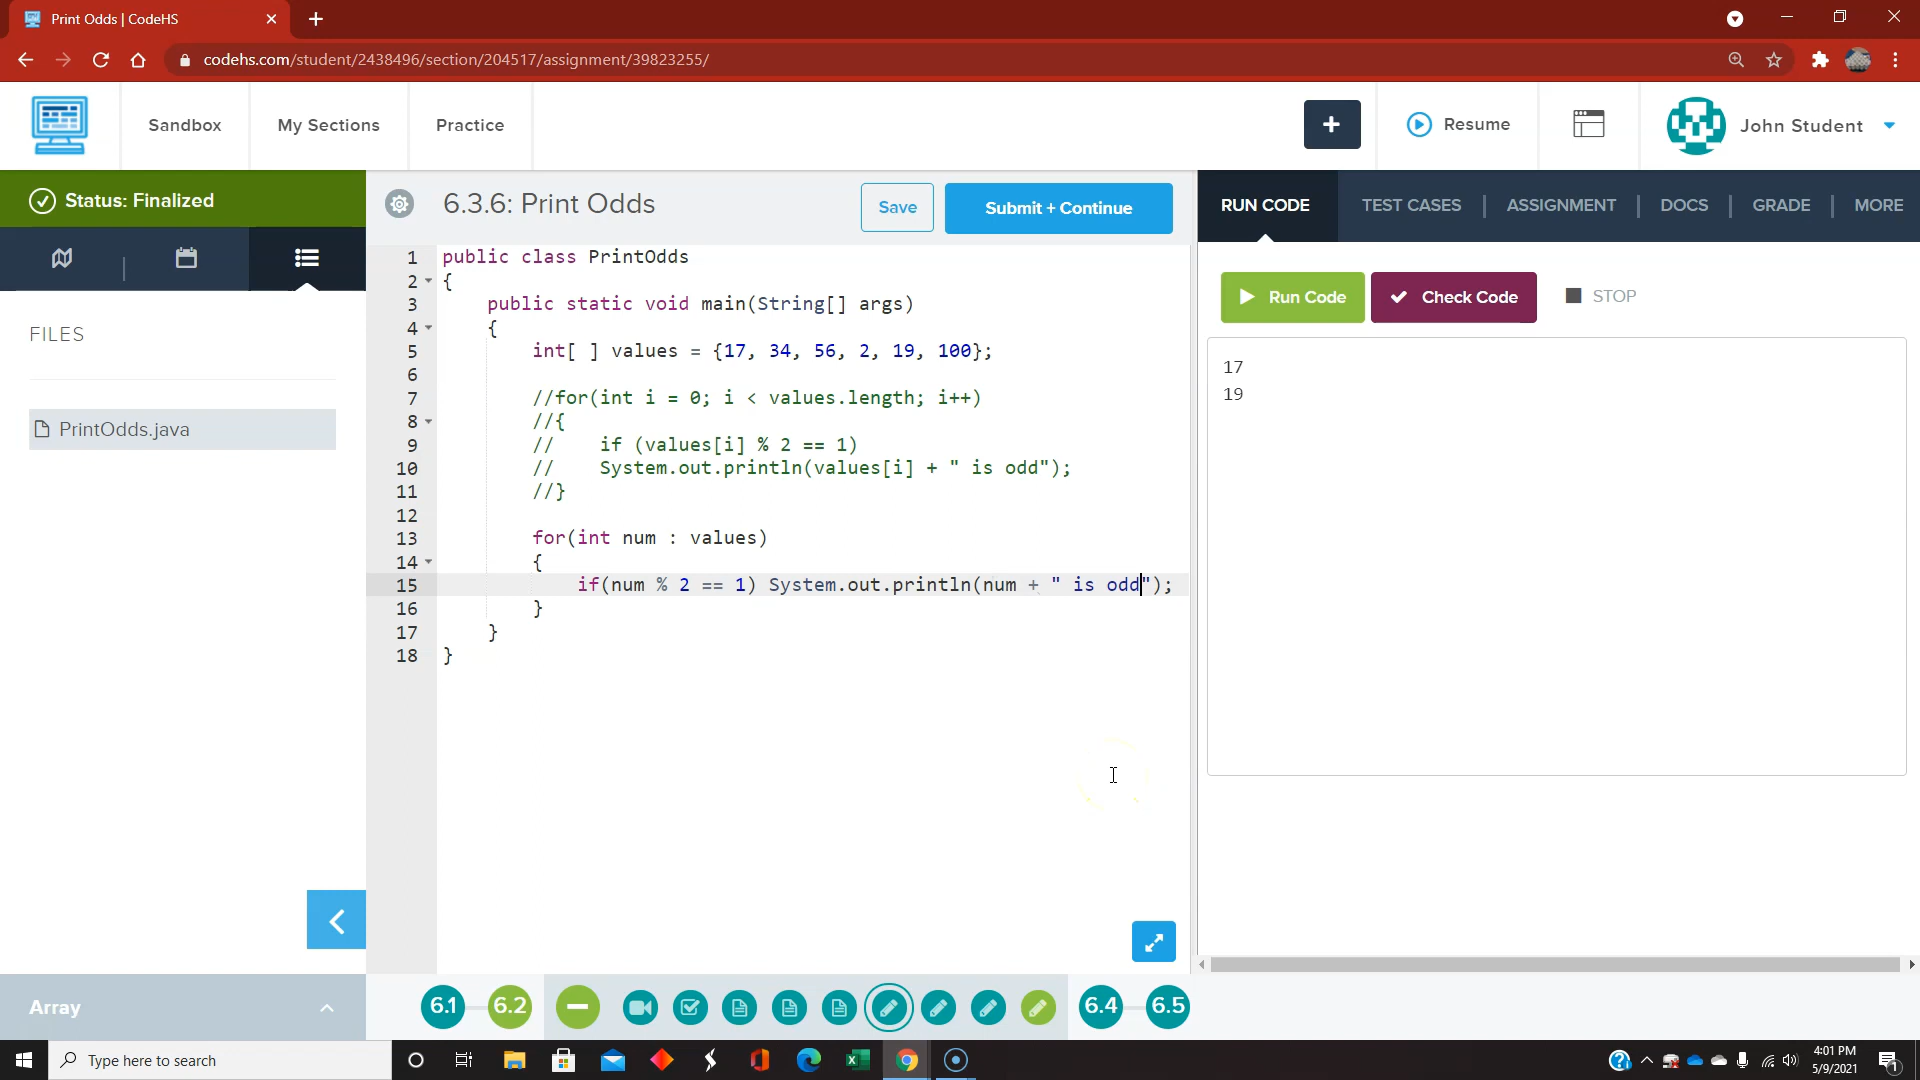 Print Odds | CodeHS
codehs.com/student/2438496/section/204517/assignment/39823255/
Sandbox
My Sections
Practice
+
Resume
John Student
Status: Finalized
6.3.6: Print Odds
Save
Submit + Continue
RUN CODE
TEST CASES
ASSIGNMENT
DOCS
GRADE
MORE
FILES
PrintOdds.java
1 public class PrintOdds
2 {
3 public static void main(String[] args)
4 {
5 int[ ] values = {17, 34, 56, 2, 19, 100};
6
7 //for(int i = 0; i < values.length; i++)
8 //{
9 // if (values[i] % 2 == 1)
10 // System.out.println(values[i] + " is odd");
11 //}
12
13 for(int num : values)
14 {
15 if(num % 2 == 1) System.out.println(num + " is odd");
16 }
17 }
18 }
Run Code
Check Code
STOP
17
19
Array
6.1
6.2
6.4
6.5
Type here to search
4:01 PM
5/9/2021
1